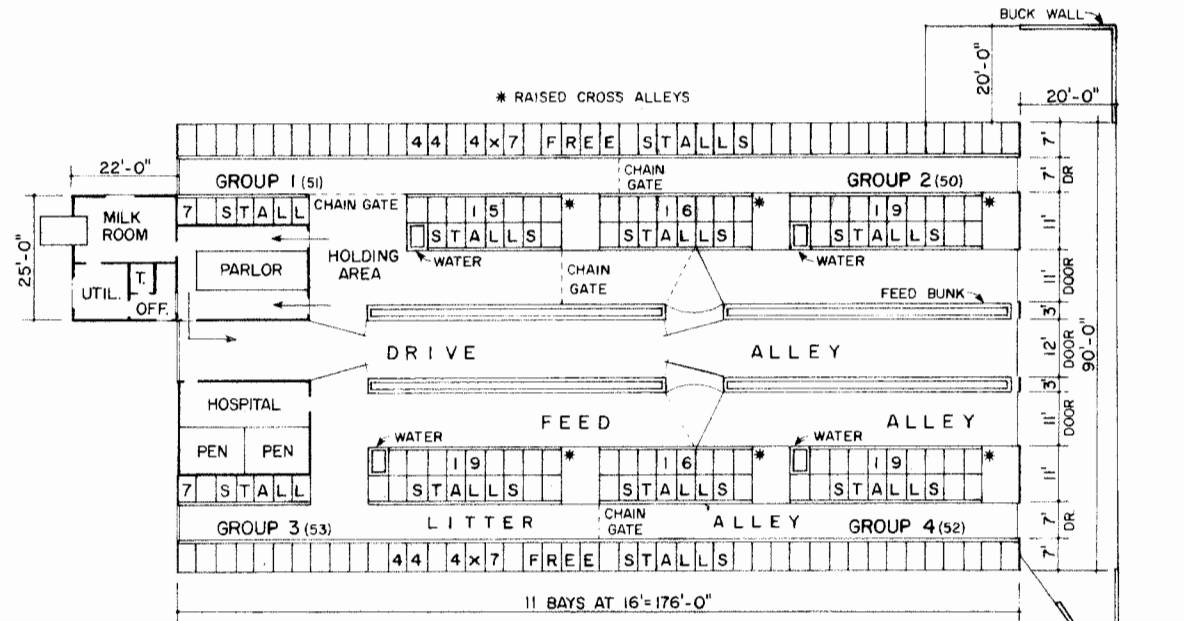 BUCK WALL
20'-0"
20'-0"
* RAISED CROSS ALLEYS
44 4x7 FREE STALLS
7'
22'-0"
GROUP 1 (51)
CHAIN GATE
GROUP 2 (50)
7' DR
MILK ROOM
7 STALL
CHAIN GATE
15 STALLS
*
16 STALLS
*
19 STALLS
*
11'
25'-0"
PARLOR
HOLDING AREA
WATER
WATER
CHAIN GATE
11' DOOR
UTIL.
T.
OFF.
FEED BUNK
3'
DRIVE ALLEY
12' DOOR
90'-0"
3'
HOSPITAL
FEED ALLEY
11' DOOR
PEN
PEN
WATER
WATER
7 STALL
19 STALLS
*
16 STALLS
*
19 STALLS
*
11'
GROUP 3 (53)
LITTER ALLEY
CHAIN GATE
GROUP 4 (52)
7' DR
44 4x7 FREE STALLS
7'
11 BAYS AT 16'=176'-0"